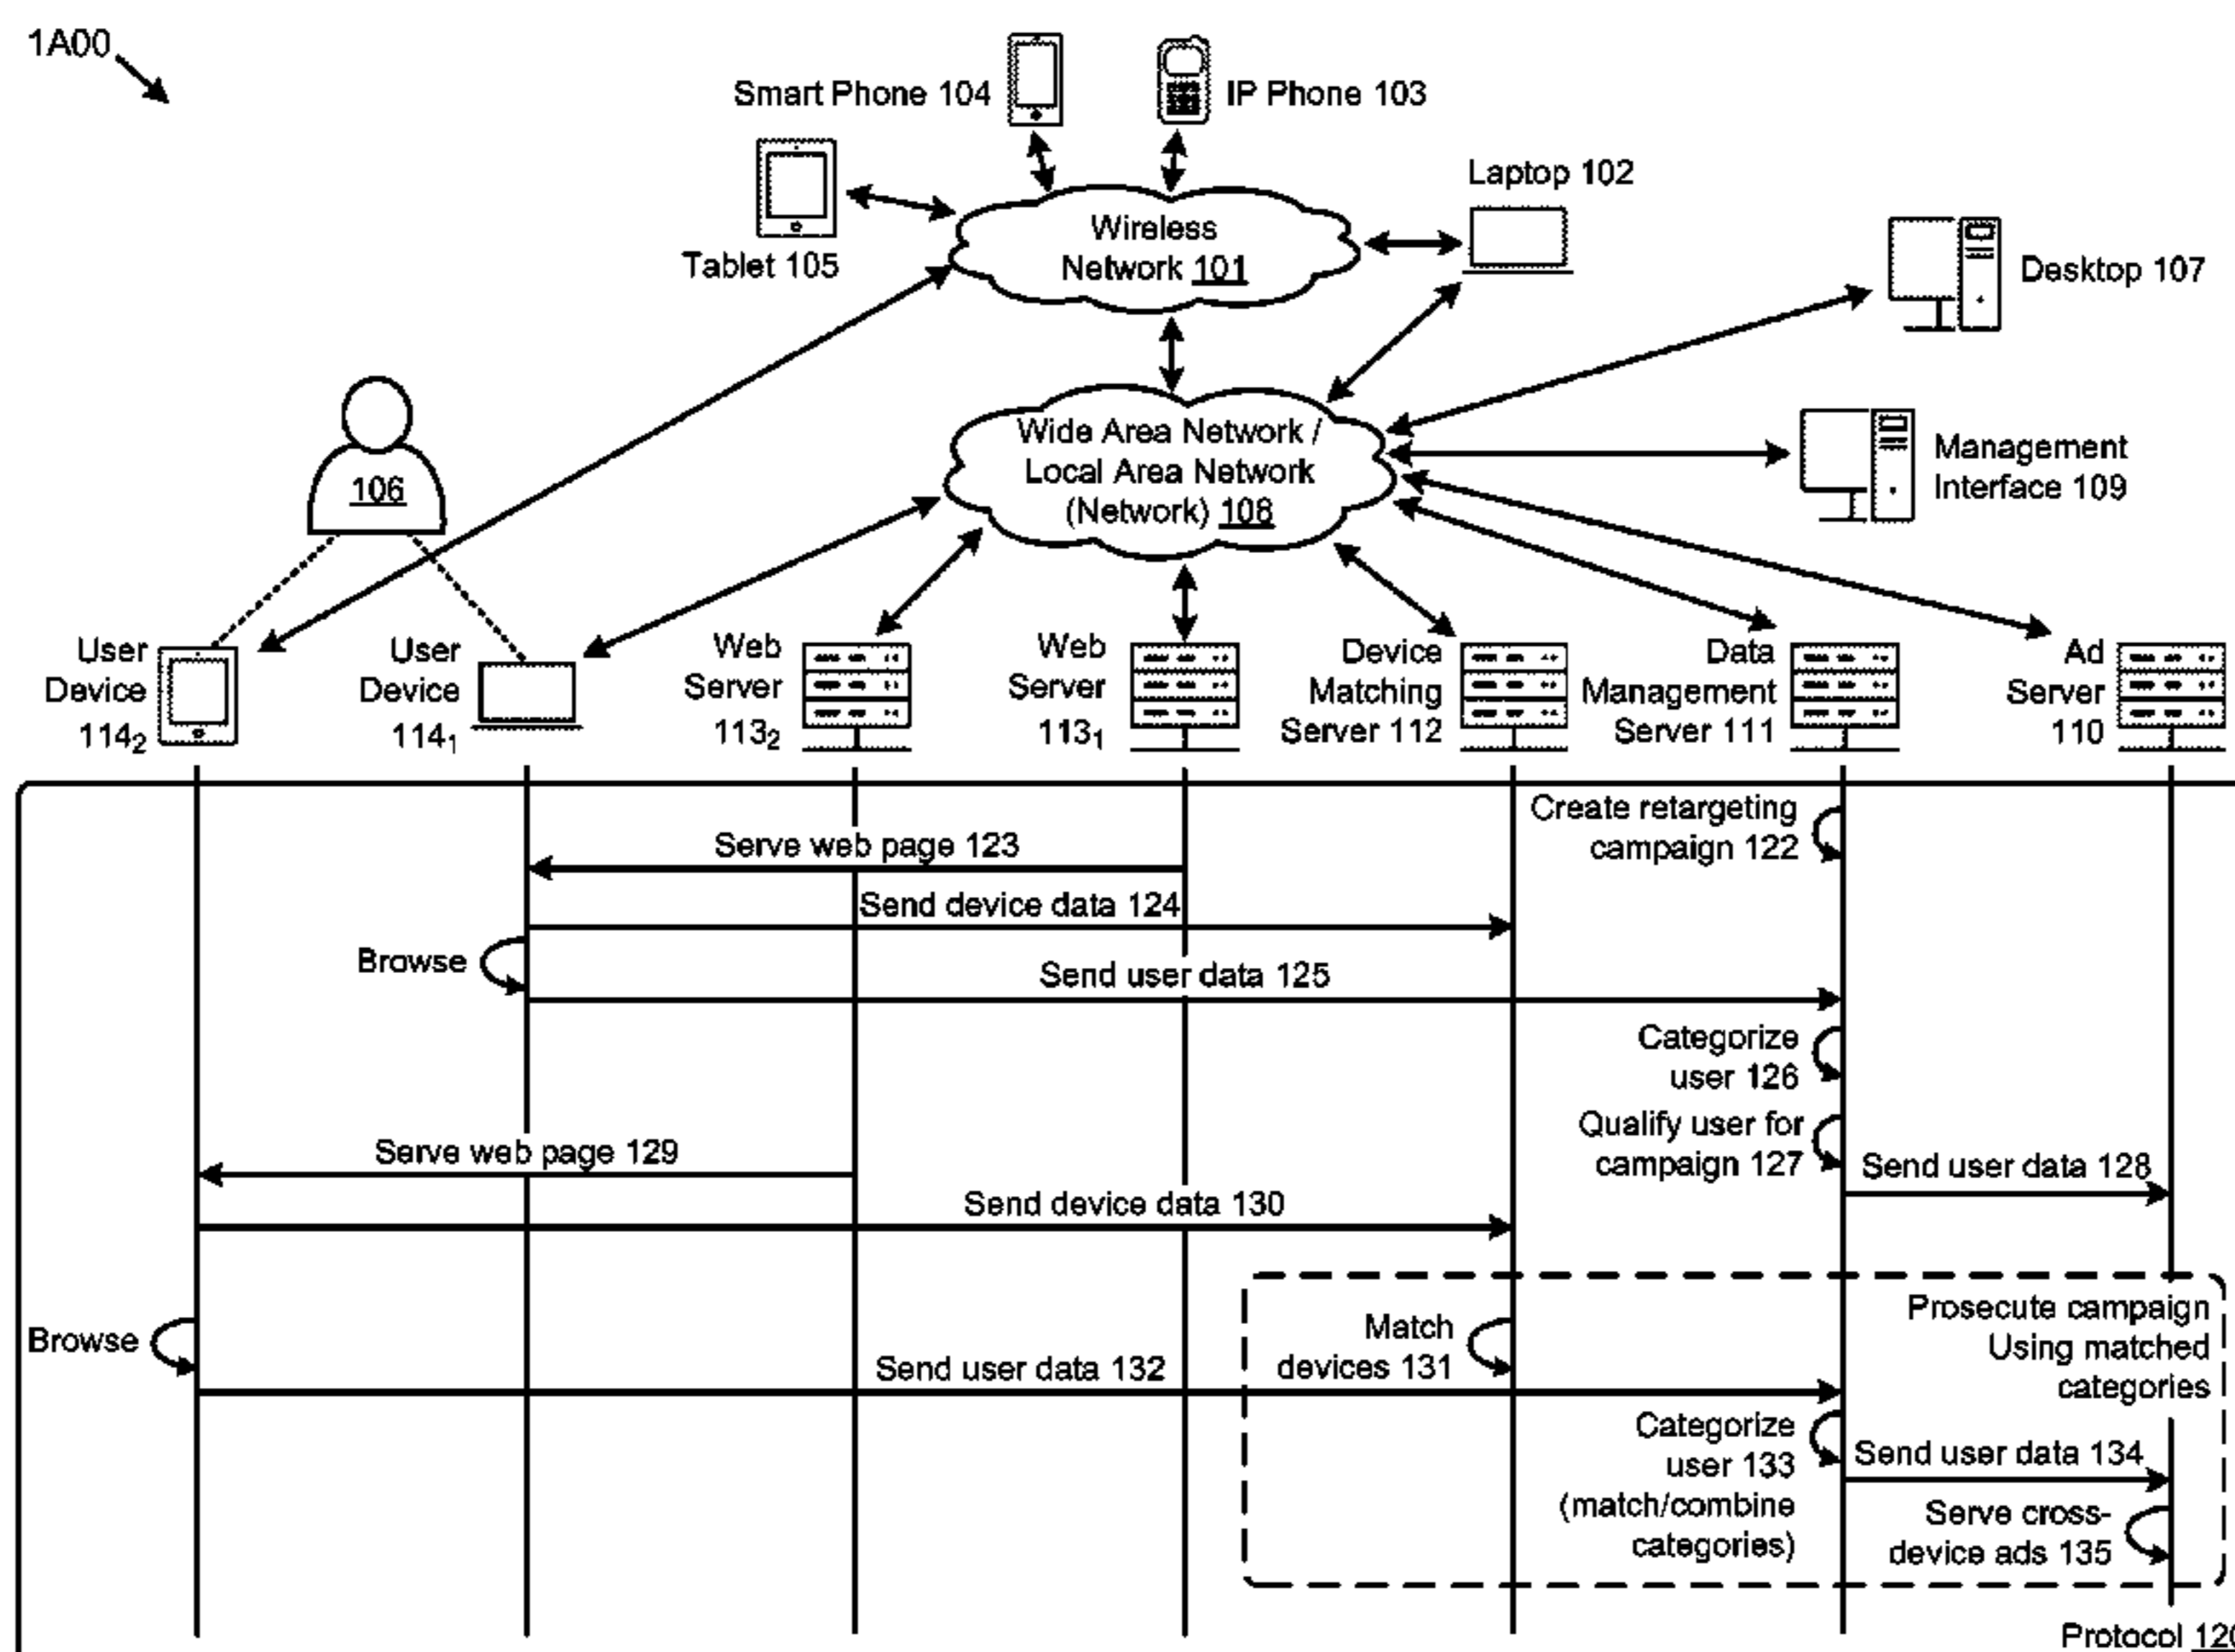 1A00
Smart Phone 104
IP Phone 103
Tablet 105
Laptop 102
Wireless
Network 101
Desktop 107
106
Wide Area Network /
Local Area Network
(Network) 108
Management
Interface 109
User
Device
114₂
User
Device
114₁
Web
Server
113₂
Web
Server
113₁
Device
Matching
Server 112
Data
Management
Server 111
Ad
Server
110
Create retargeting
campaign 122
Serve web page 123
Send device data 124
Browse
Send user data 125
Categorize
user 126
Qualify user for
campaign 127
Serve web page 129
Send user data 128
Send device data 130
Prosecute campaign
Using matched
categories
Browse
Match
devices 131
Send user data 132
Categorize
user 133
(match/combine
categories)
Send user data 134
Serve cross-
device ads 135
Protocol 120